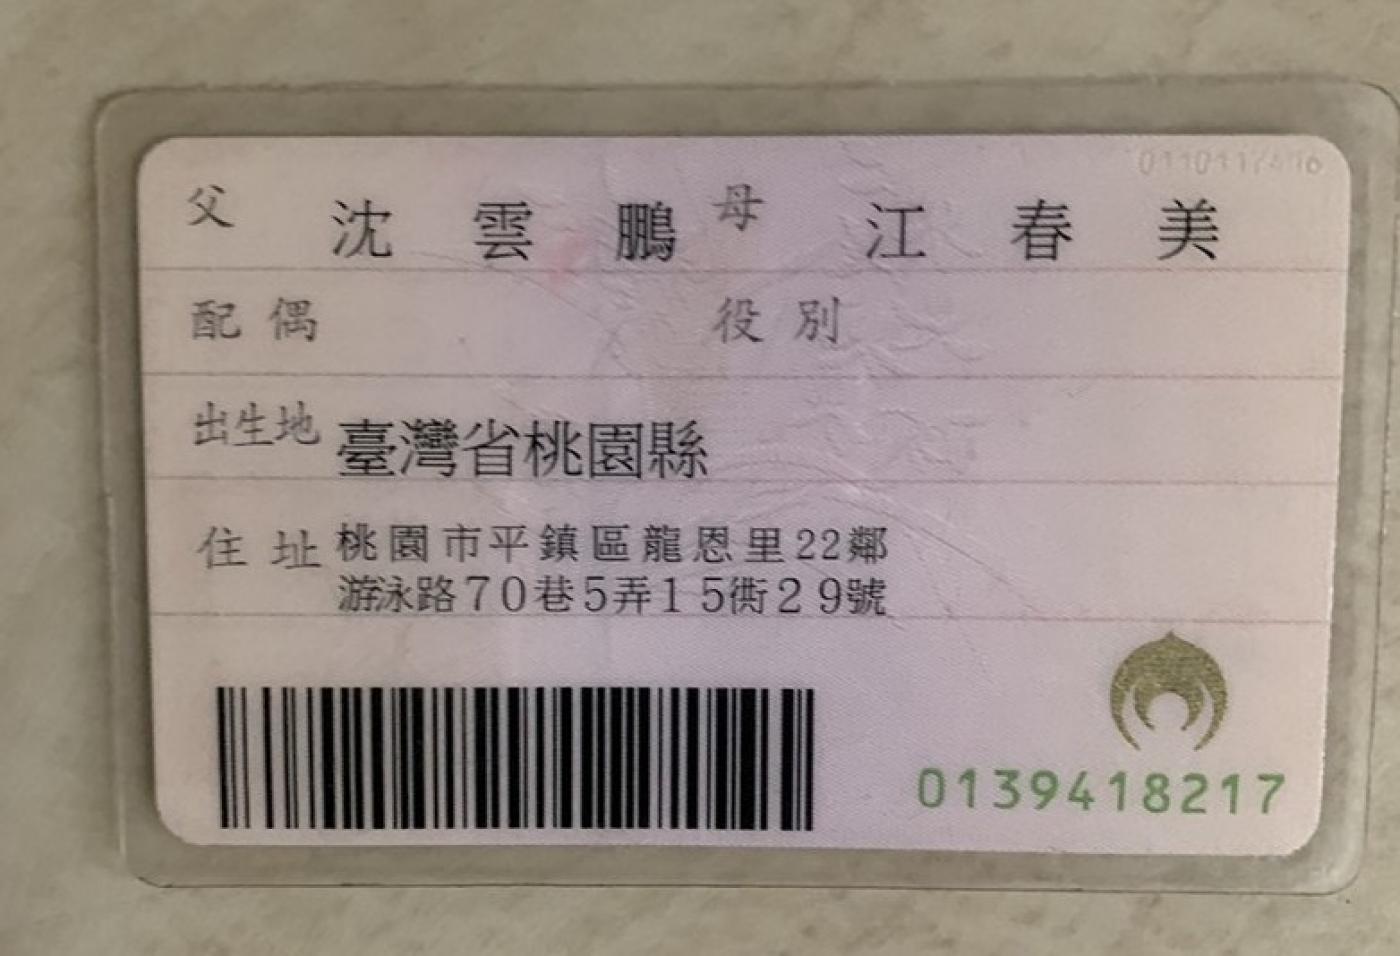 父 沈雲鵬 母 江春美
配偶 役別
出生地 臺灣省桃園縣
住址 桃園市平鎮區龍恩里22鄰
游泳路70巷5弄15衖29號
0139418217